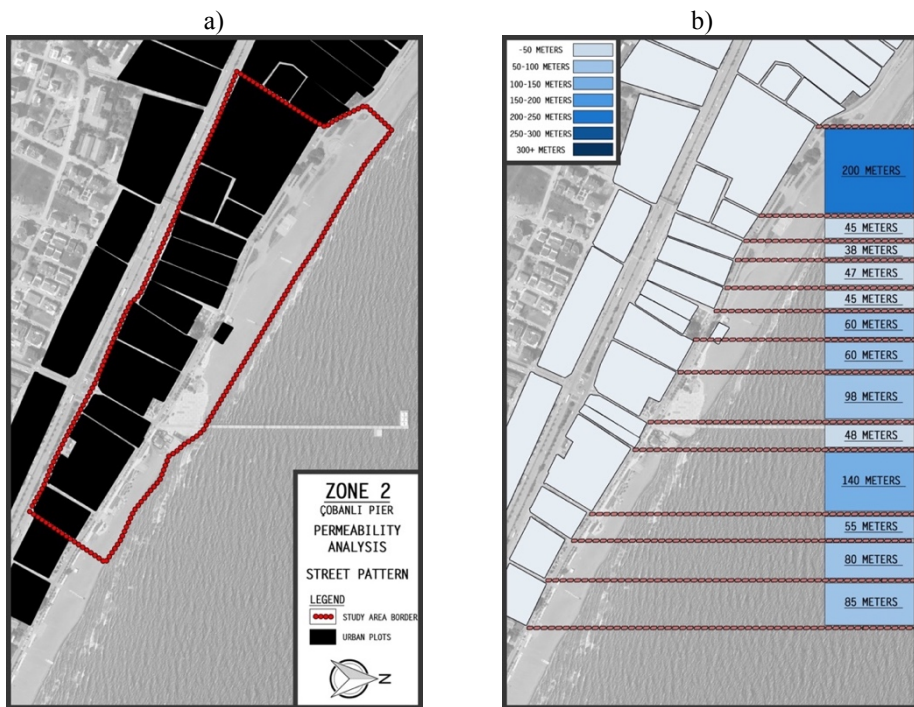 a)
b)
ZONE 2
ÇOBANLI PIER
PERMEABILITY
ANALYSIS
STREET PATTERN
LEGEND
STUDY AREA BORDER
URBAN PLOTS
N
-50 METERS
50-100 METERS
100-150 METERS
150-200 METERS
200-250 METERS
250-300 METERS
300+ METERS
200 METERS
45 METERS
38 METERS
47 METERS
45 METERS
60 METERS
60 METERS
98 METERS
48 METERS
140 METERS
55 METERS
80 METERS
85 METERS